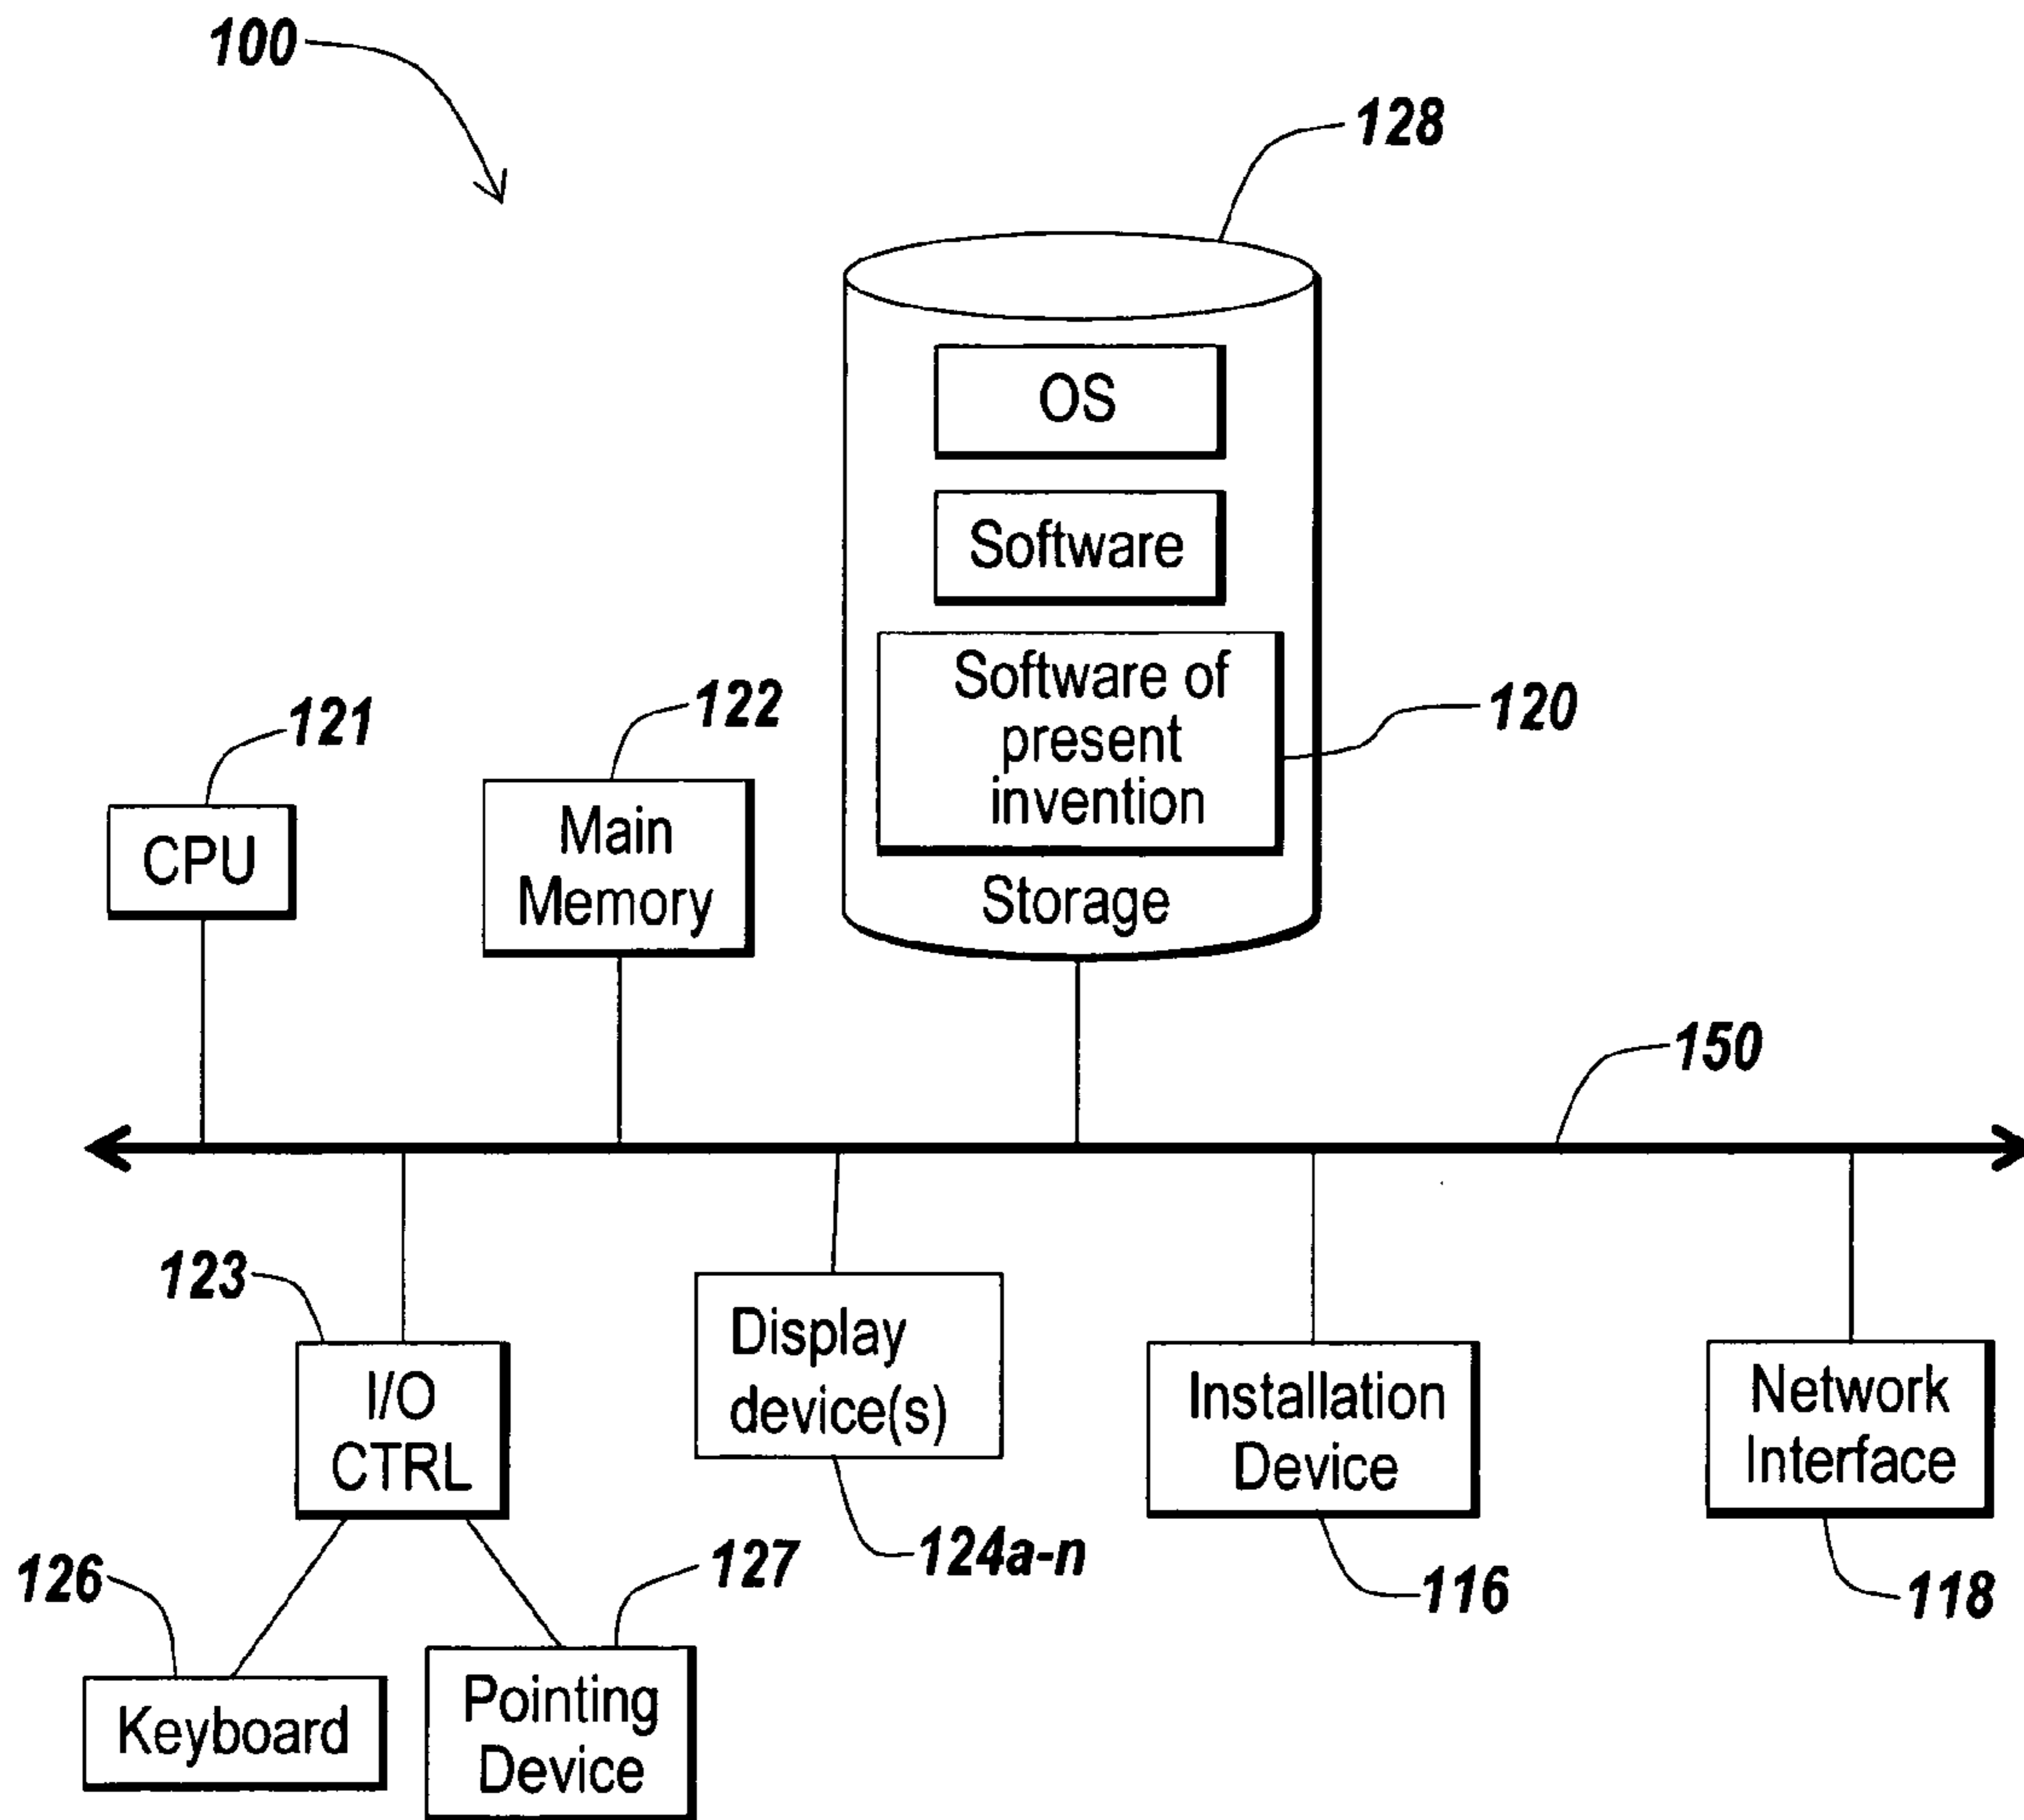 100
128
OS
Software
Software of
present
invention
120
Storage
121
CPU
122
Main
Memory
150
123
I/O
CTRL
Display
device(s)
124a-n
Installation
Device
116
Network
Interface
118
126
Keyboard
127
Pointing
Device